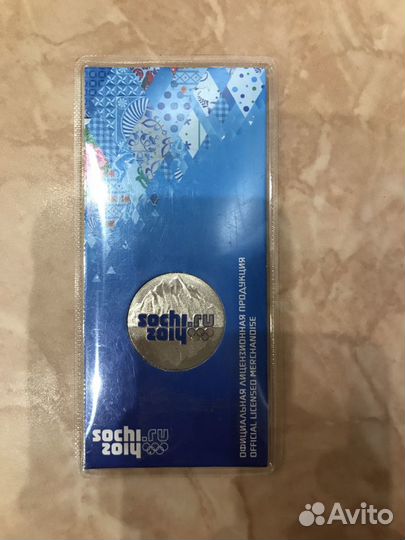 sochi.ru
2014
sochi.ru
2014
ОФИЦИАЛЬНАЯ ЛИЦЕНЗИОННАЯ ПРОДУКЦИЯ
OFFICIAL LICENSED MERCHANDISE
Avito